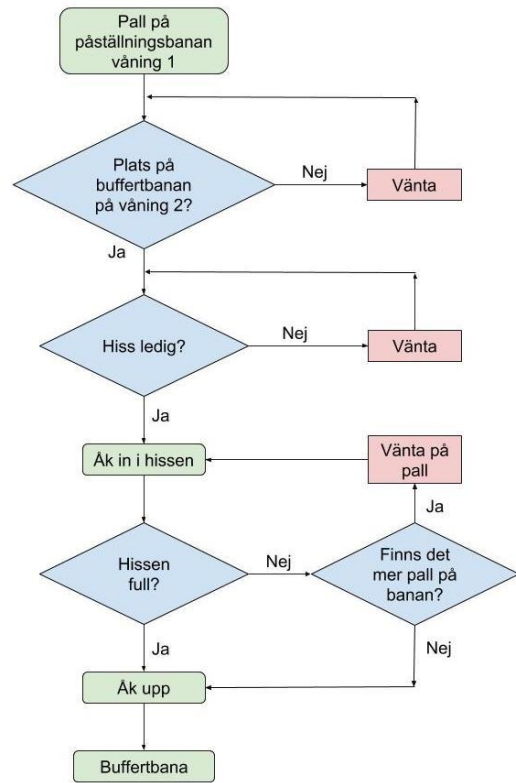 Pall på
påställningsbanan
våning 1
Plats på
buffertbanan
på våning 2?
Nej
Vänta
Ja
Hiss ledig?
Nej
Vänta
Ja
Åk in i hissen
Vänta på
pall
Ja
Hissen
full?
Nej
Finns det
mer pall på
banan?
Ja
Nej
Åk upp
Buffertbana